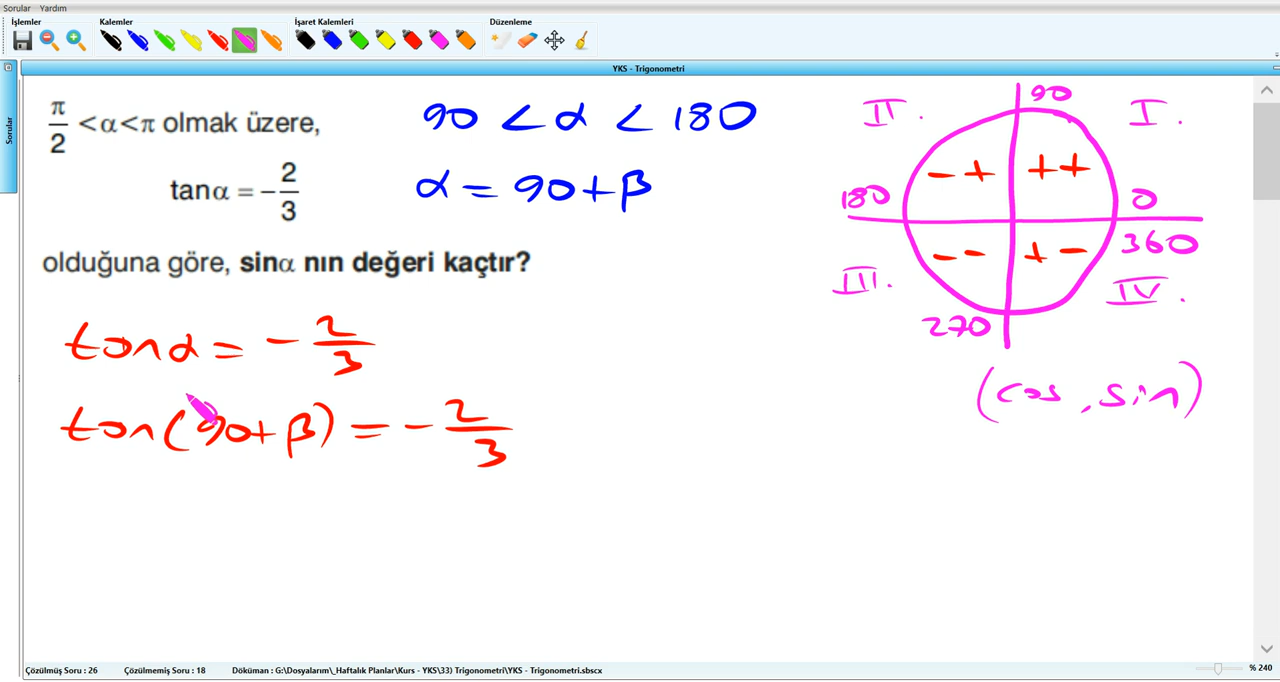 Sorular Yardım
İşlemler Kalemler İşaret Kalemleri Düzenleme
YKS - Trigonometri
Sorular
π/2 < α < π olmak üzere,
tanα = -2/3
olduğuna göre, sinα nın değeri kaçtır?
90 < α < 180
α = 90 + β
tanα = -2/3
tan(90+β) = -2/3
II. 90 I.
- + ++
180 0
- - + - 360
III. IV.
270
(cos, sin)
Çözülmüş Soru : 26 Çözülmemiş Soru : 18 Döküman : G:\Dosyalarım\_Haftalık Planlar\Kurs - YKS\33) Trigonometri\YKS - Trigonometri.sbscx % 240